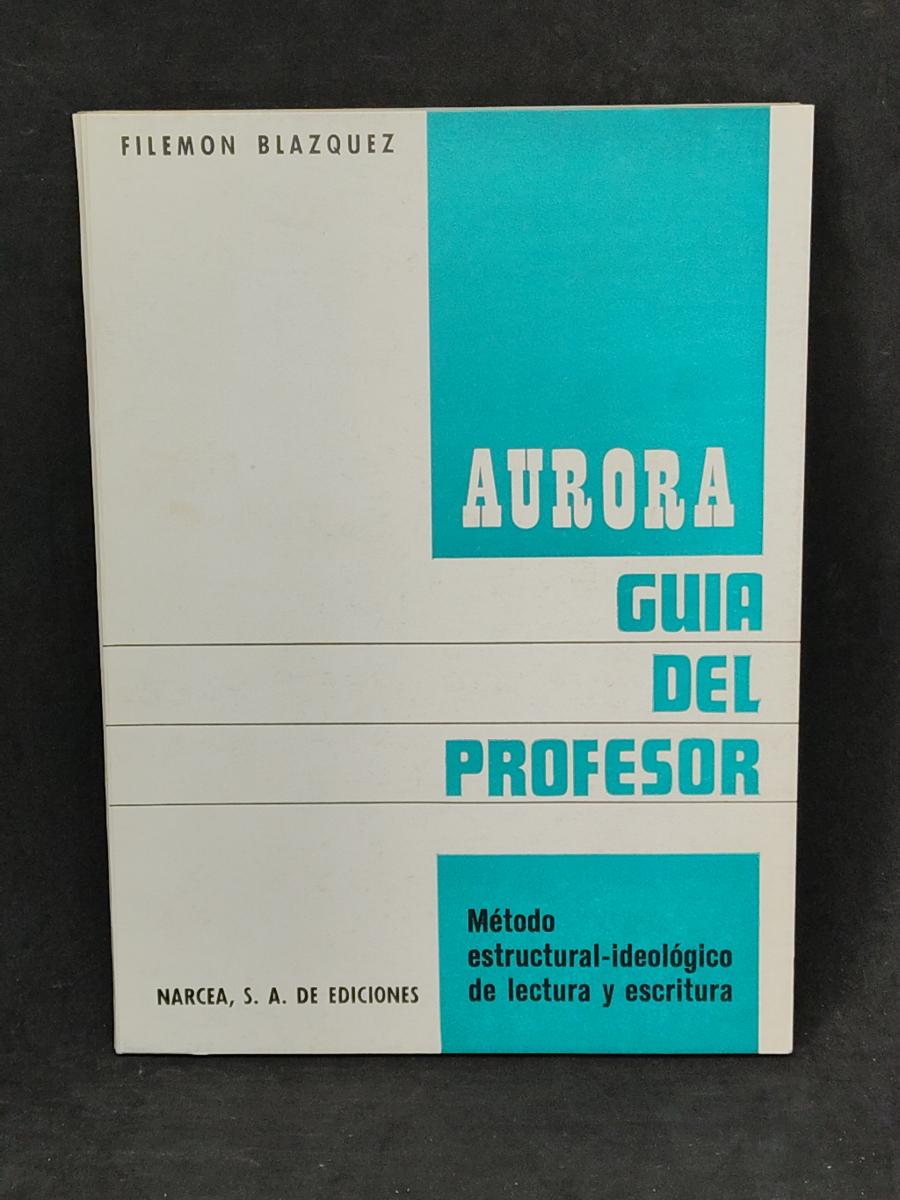 FILEMON BLAZQUEZ
AURORA
GUIA
DEL
PROFESOR
Método
estructural-ideológico
de lectura y escritura
NARCEA, S. A. DE EDICIONES